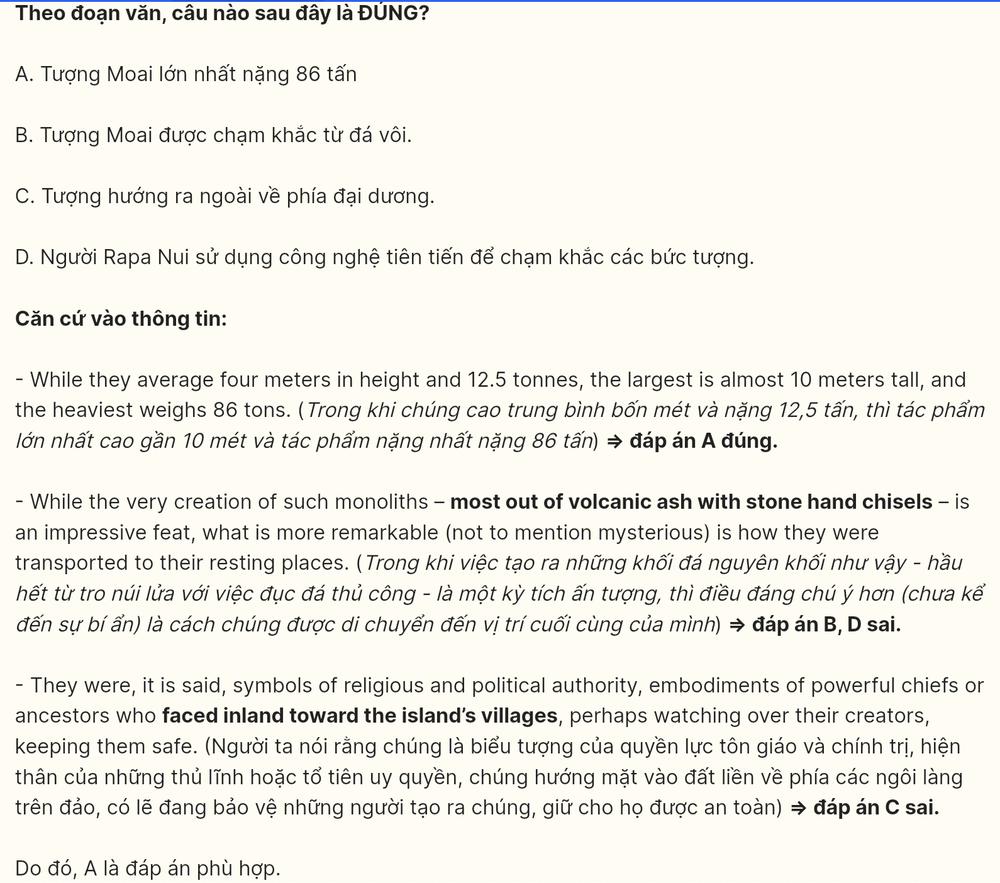 Theo đoạn văn, câu nào sau đây là ĐÚNG?
A. Tượng Moai lớn nhất nặng 86 tấn
B. Tượng Moai được chạm khắc từ đá vôi.
C. Tượng hướng ra ngoài về phía đại dương.
D. Người Rapa Nui sử dụng công nghệ tiên tiến để chạm khắc các bức tượng.
Căn cứ vào thông tin:
- While they average four meters in height and 12.5 tonnes, the largest is almost 10 meters tall, and
the heaviest weighs 86 tons. (Trong khi chúng cao trung bình bốn mét và nặng 12,5 tấn, thì tác phẩm
lớn nhất cao gần 10 mét và tác phẩm nặng nhất nặng 86 tấn) ⇒ đáp án A đúng.
- While the very creation of such monoliths – most out of volcanic ash with stone hand chisels – is
an impressive feat, what is more remarkable (not to mention mysterious) is how they were
transported to their resting places. (Trong khi việc tạo ra những khối đá nguyên khối như vậy - hầu
hết từ tro núi lửa với việc đục đá thủ công - là một kỳ tích ấn tượng, thì điều đáng chú ý hơn (chưa kể
đến sự bí ẩn) là cách chúng được di chuyển đến vị trí cuối cùng của mình) ⇒ đáp án B, D sai.
- They were, it is said, symbols of religious and political authority, embodiments of powerful chiefs or
ancestors who faced inland toward the island’s villages, perhaps watching over their creators,
keeping them safe. (Người ta nói rằng chúng là biểu tượng của quyền lực tôn giáo và chính trị, hiện
thân của những thủ lĩnh hoặc tổ tiên uy quyền, chúng hướng mặt vào đất liền về phía các ngôi làng
trên đảo, có lẽ đang bảo vệ những người tạo ra chúng, giữ cho họ được an toàn) ⇒ đáp án C sai.
Do đó, A là đáp án phù hợp.